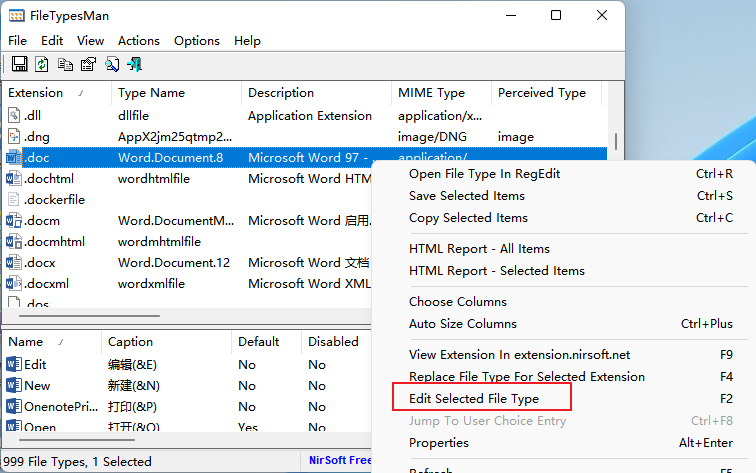 FileTypesMan
File Edit View Actions Options Help
Extension Type Name Description MIME Type Perceived Type
.dll dllfile Application Extension application/x...
.dng AppX2jm25qtmp2... image/DNG image
.doc Word.Document.8 Microsoft Word 97 - application/
.dochtml wordhtmlfile Microsoft Word HTM
.dockerfile
.docm Word.DocumentM... Microsoft Word 启用.
.docmhtml wordmhtmlfile
.docx Word.Document.12 Microsoft Word 文档
.docxml wordxmlfile Microsoft Word XML
.dos
Name Caption Default Disabled
Edit 编辑(&E) No No
New 新建(&N) No No
OnenotePri... 打印(&P) No No
Open 打开(&O) Yes No
999 File Types, 1 Selected NirSoft Free
Open File Type In RegEdit Ctrl+R
Save Selected Items Ctrl+S
Copy Selected Items Ctrl+C
HTML Report - All Items
HTML Report - Selected Items
Choose Columns
Auto Size Columns Ctrl+Plus
View Extension In extension.nirsoft.net F9
Replace File Type For Selected Extension F4
Edit Selected File Type F2
Jump To User Choice Entry Ctrl+F8
Properties Alt+Enter
Refresh F5